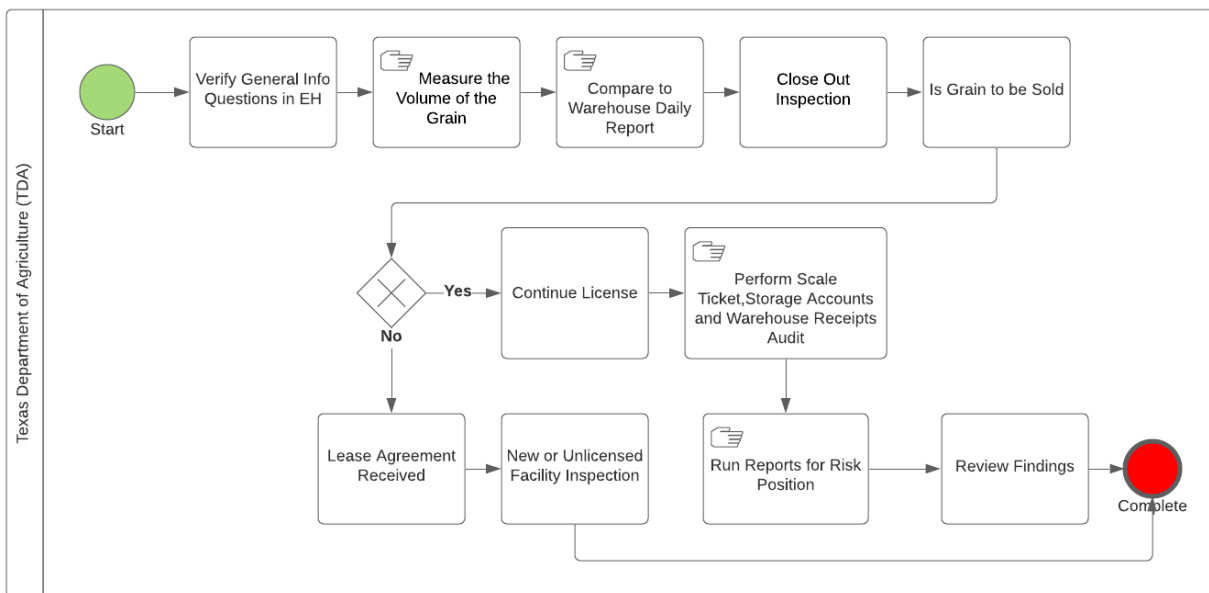 Texas Department of Agriculture (TDA)
Start
Verify General Info
Questions in EH
Measure the
Volume of the
Grain
Compare to
Warehouse Daily
Report
Close Out
Inspection
Is Grain to be Sold
Yes
No
Continue License
Perform Scale
Ticket,Storage Accounts
and Warehouse Receipts
Audit
Lease Agreement
Received
New or Unlicensed
Facility Inspection
Run Reports for Risk
Position
Review Findings
Complete